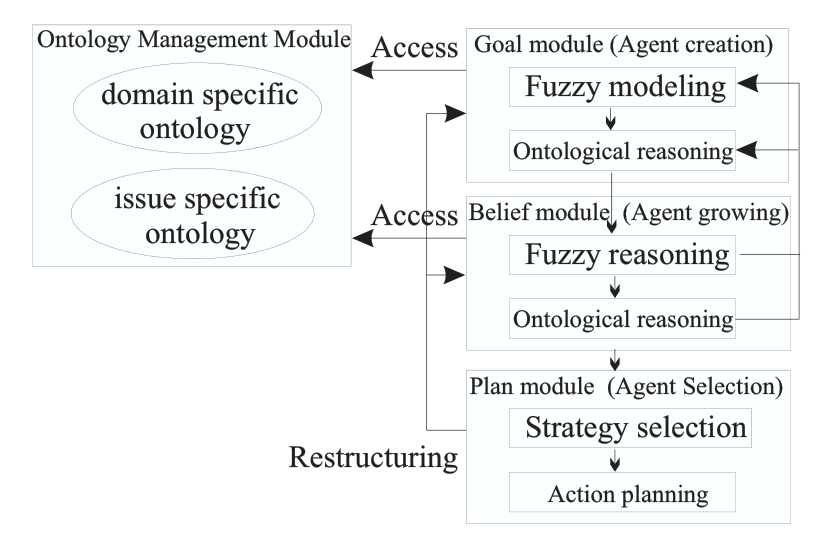 Ontology Management Module
domain specific
ontology
issue specific
ontology
Access
Access
Restructuring
Goal module (Agent creation)
Fuzzy modeling
Ontological reasoning
Belief module (Agent growing)
Fuzzy reasoning
Ontological reasoning
Plan module (Agent Selection)
Strategy selection
Action planning